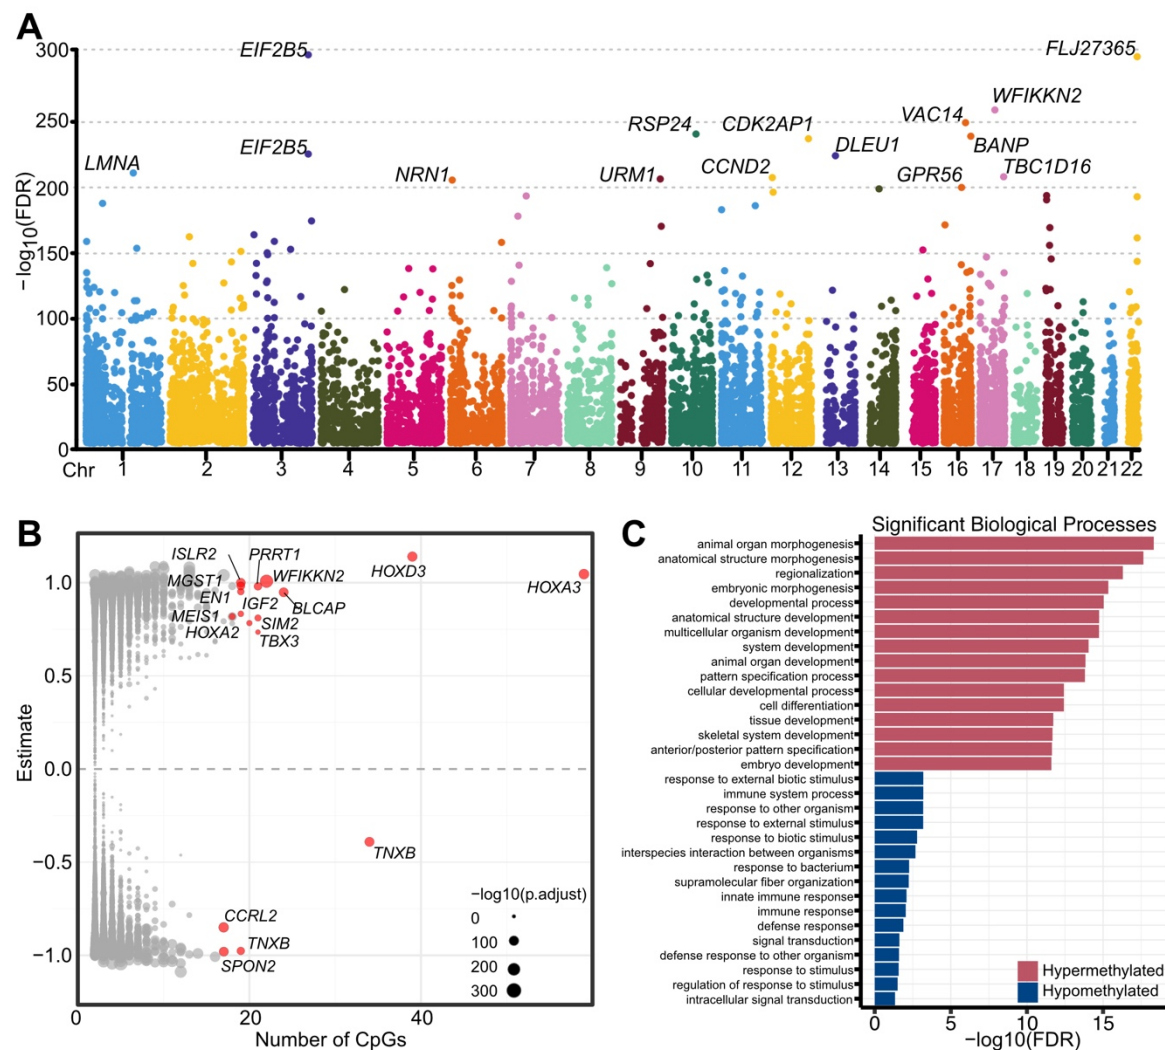 A
300
250
200
150
100
50
0
−log10(FDR)
EIF2B5
FLJ27365
WFIKKN2
VAC14
RSP24
CDK2AP1
BANP
EIF2B5
DLEU1
LMNA
NRN1
URM1
CCND2
GPR56
TBC1D16
Chr 1 2 3 4 5 6 7 8 9 10 11 12 13 14 15 16 17 18 19 20 21 22
B
Estimate
1.0
0.5
0.0
−0.5
−1.0
ISLR2
PRRT1
HOXD3
MGST1
WFIKKN2
HOXA3
EN1
IGF2
BLCAP
MEIS1
SIM2
HOXA2
TBX3
TNXB
CCRL2
TNXB
SPON2
−log10(p.adjust)
0
100
200
300
0 20 40
Number of CpGs
C
Significant Biological Processes
animal organ morphogenesis
anatomical structure morphogenesis
regionalization
embryonic morphogenesis
developmental process
anatomical structure development
multicellular organism development
system development
animal organ development
pattern specification process
cellular developmental process
cell differentiation
tissue development
skeletal system development
anterior/posterior pattern specification
embryo development
response to external biotic stimulus
immune system process
response to other organism
response to external stimulus
response to biotic stimulus
interspecies interaction between organisms
response to bacterium
supramolecular fiber organization
innate immune response
immune response
defense response
signal transduction
defense response to other organism
response to stimulus
regulation of response to stimulus
intracellular signal transduction
Hypermethylated
Hypomethylated
0 5 10 15
−log10(FDR)